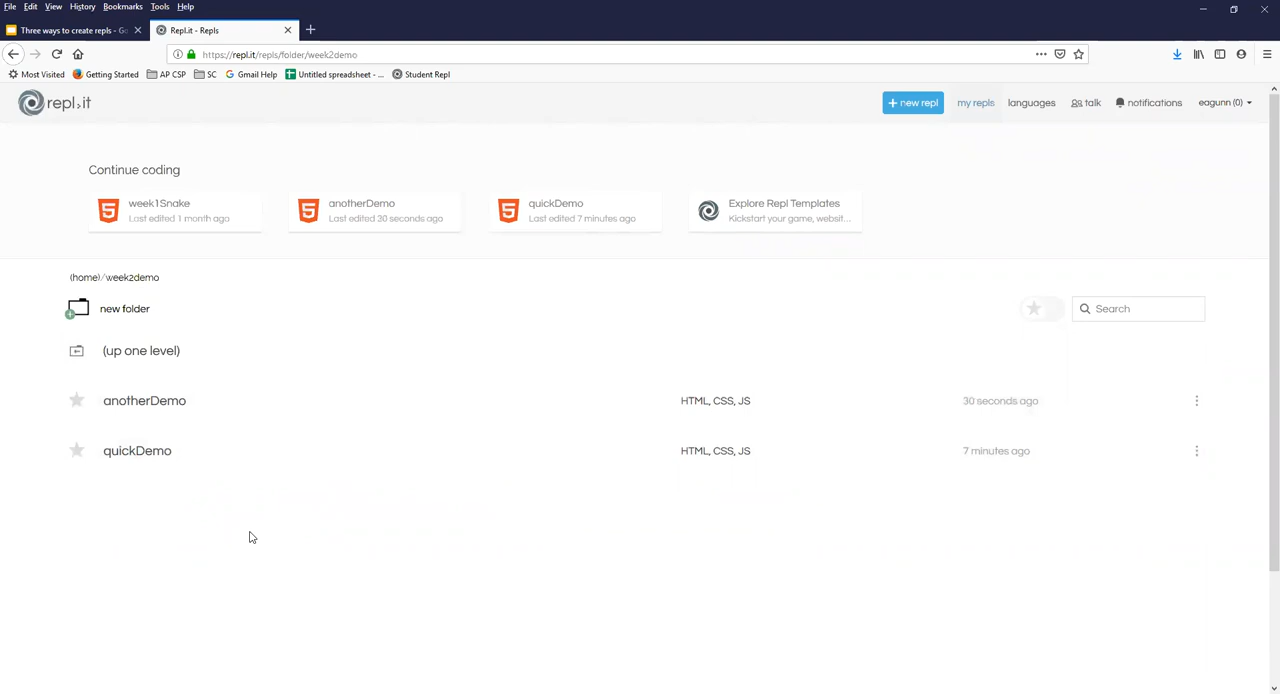 File Edit View History Bookmarks Tools Help
Three ways to create repls - Go
Repl.it - Repls
https://repl.it/repls/folder/week2demo
Most Visited Getting Started AP CSP SC Gmail Help Untitled spreadsheet - ... Student Repl
repl.it
+ new repl my repls languages talk notifications eagunn (0)
Continue coding
week1Snake
Last edited 1 month ago
anotherDemo
Last edited 30 seconds ago
quickDemo
Last edited 7 minutes ago
Explore Repl Templates
Kickstart your game, websit...
(home)/week2demo
new folder
Search
(up one level)
anotherDemo HTML, CSS, JS 30 seconds ago
quickDemo HTML, CSS, JS 7 minutes ago